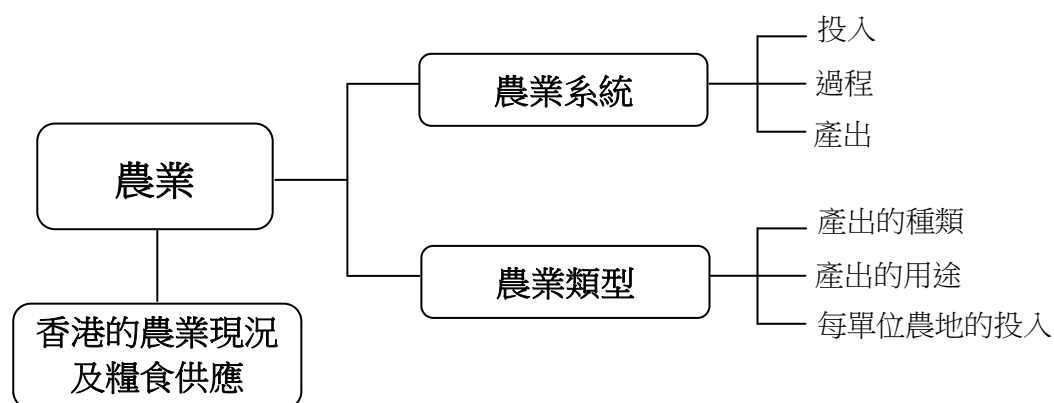 農業
農業系統
投入
過程
產出
農業類型
產出的種類
產出的用途
每單位農地的投入
香港的農業現況
及糧食供應